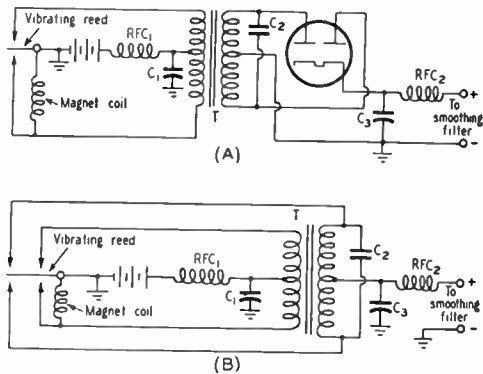 Vibrating reed
RFC1
C1
Magnet coil
T
C2
RFC2
C3
+
To
smoothing
filter
-
(A)
T
Vibrating reed
RFC1
C1
Magnet coil
C2
RFC2
C3
+
To
smoothing
filter
-
(B)